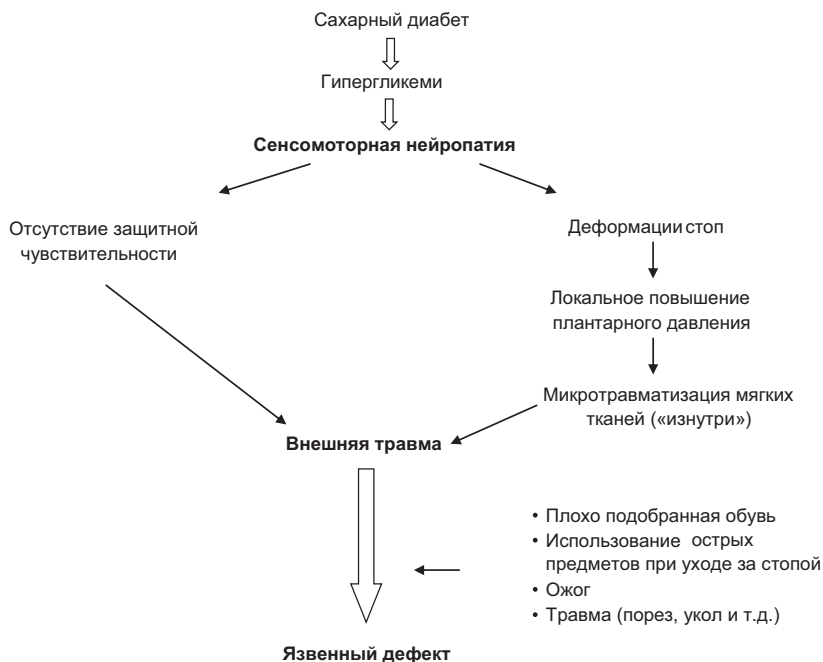 Сахарный диабет
Гипергликеми
Сенсомоторная нейропатия
Отсутствие защитной
чувствительности
Деформации стоп
Локальное повышение
плантарного давления
Микротравматизация мягких
тканей («изнутри»)
Внешняя травма
• Плохо подобранная обувь
• Использование острых
предметов при уходе за стопой
• Ожог
• Травма (порез, укол и т.д.)
Язвенный дефект